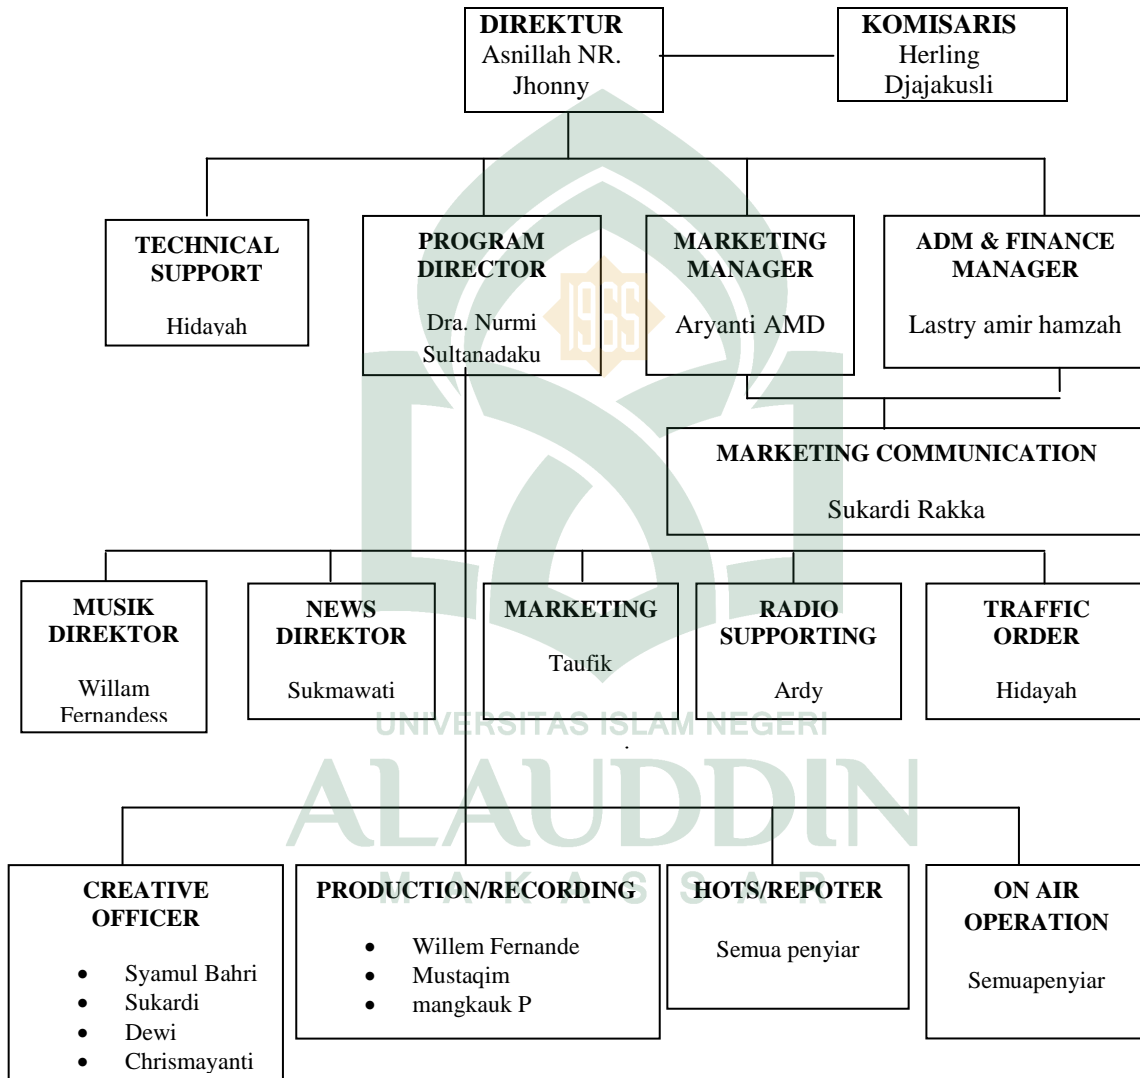 DIREKTUR
Asnillah NR.
Jhonny
KOMISARIS
Herling
Djajakusli
TECHNICAL
SUPPORT
Hidayah
PROGRAM
DIRECTOR
Dra. Nurmi
Sultanadaku
MARKETING
MANAGER
Aryanti AMD
ADM & FINANCE
MANAGER
Lastry amir hamzah
1965
MARKETING COMMUNICATION
Sukardi Rakka
MUSIK
DIREKTOR
Willam
Fernandess
NEWS
DIREKTOR
Sukmawati
MARKETING
Taufik
RADIO
SUPPORTING
Ardy
TRAFFIC
ORDER
Hidayah
UNIVERSITAS ISLAM NEGERI
ALAUDDIN
MAKASSAR
CREATIVE
OFFICER
• Syamul Bahri
• Sukardi
• Dewi
• Chrismayanti
PRODUCTION/RECORDING
• Willem Fernande
• Mustaqim
• mangkauk P
HOTS/REPOTER
Semua penyiar
ON AIR
OPERATION
Semuapenyiar